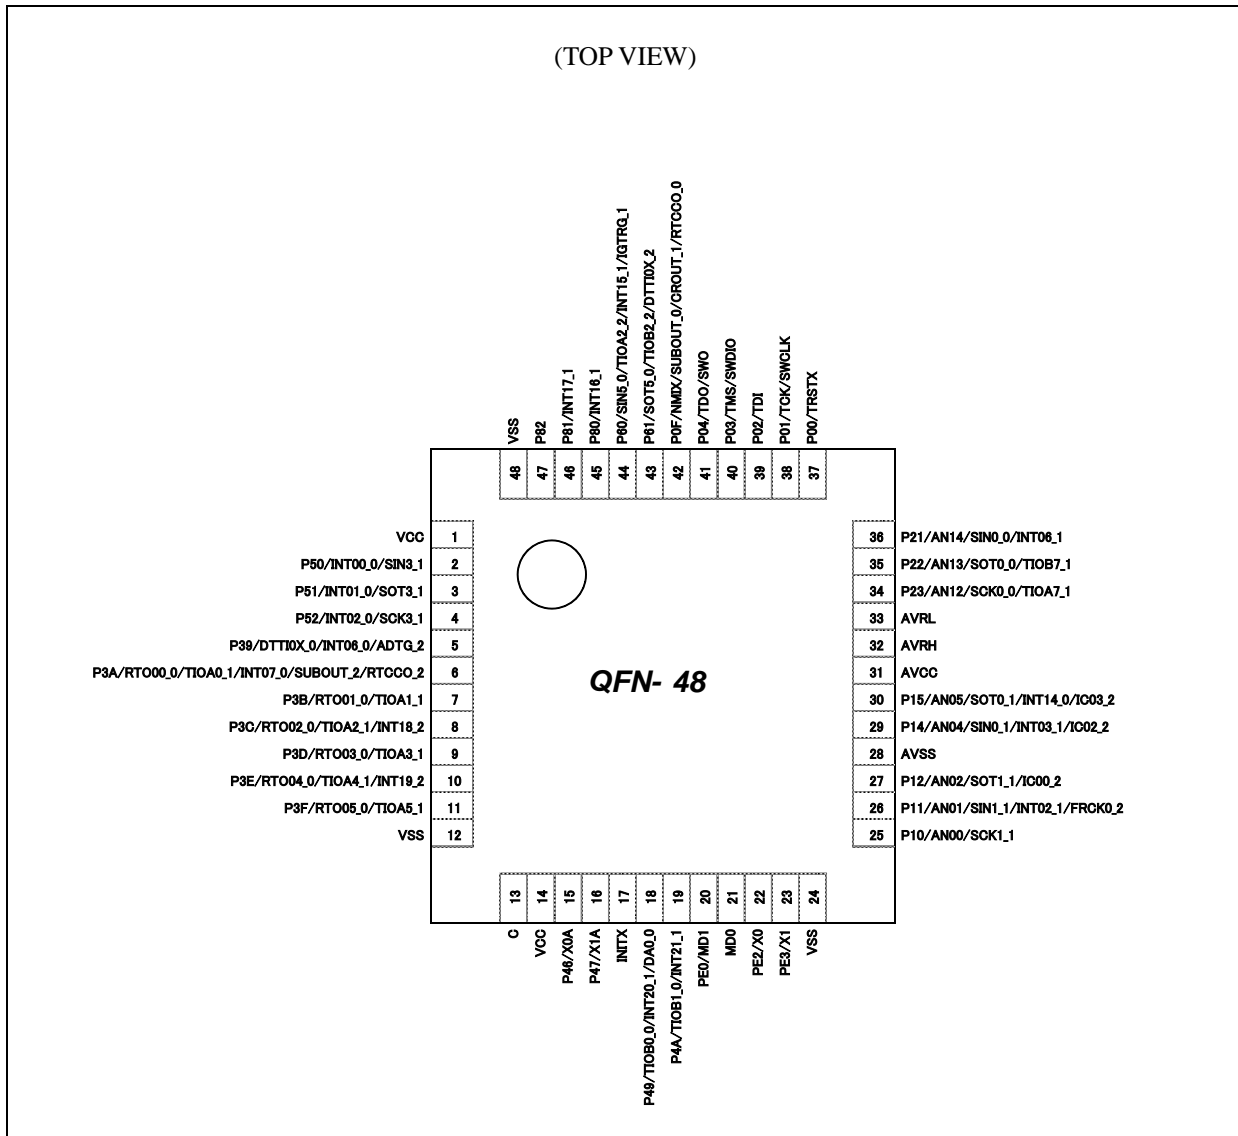 (TOP VIEW)
VSS
P82
P81/INT17_1
P80/INT16_1
P60/SIN5_0/TIOA2_2/INT15_1/IGTRG_1
P61/SOT5_0/TIOB2_2/DTTI0X_2
P0F/NMIX/SUBOUT_0/CROUT_1/RTCCO_0
P04/TDO/SWO
P03/TMS/SWDIO
P02/TDI
P01/TCK/SWCLK
P00/TRSTX
48
47
46
45
44
43
42
41
40
39
38
37
VCC 1
P50/INT00_0/SIN3_1 2
P51/INT01_0/SOT3_1 3
P52/INT02_0/SCK3_1 4
P39/DTTI0X_0/INT06_0/ADTG_2 5
P3A/RTO00_0/TIOA0_1/INT07_0/SUBOUT_2/RTCCO_2 6
P3B/RTO01_0/TIOA1_1 7
P3C/RTO02_0/TIOA2_1/INT18_2 8
P3D/RTO03_0/TIOA3_1 9
P3E/RTO04_0/TIOA4_1/INT19_2 10
P3F/RTO05_0/TIOA5_1 11
VSS 12
QFN- 48
36 P21/AN14/SIN0_0/INT06_1
35 P22/AN13/SOT0_0/TIOB7_1
34 P23/AN12/SCK0_0/TIOA7_1
33 AVRL
32 AVRH
31 AVCC
30 P15/AN05/SOT0_1/INT14_0/IC03_2
29 P14/AN04/SIN0_1/INT03_1/IC02_2
28 AVSS
27 P12/AN02/SOT1_1/IC00_2
26 P11/AN01/SIN1_1/INT02_1/FRCK0_2
25 P10/AN00/SCK1_1
13
14
15
16
17
18
19
20
21
22
23
24
C
VCC
P46/X0A
P47/X1A
INITX
P49/TIOB0_0/INT20_1/DA0_0
P4A/TIOB1_0/INT21_1
PE0/MD1
MD0
PE2/X0
PE3/X1
VSS